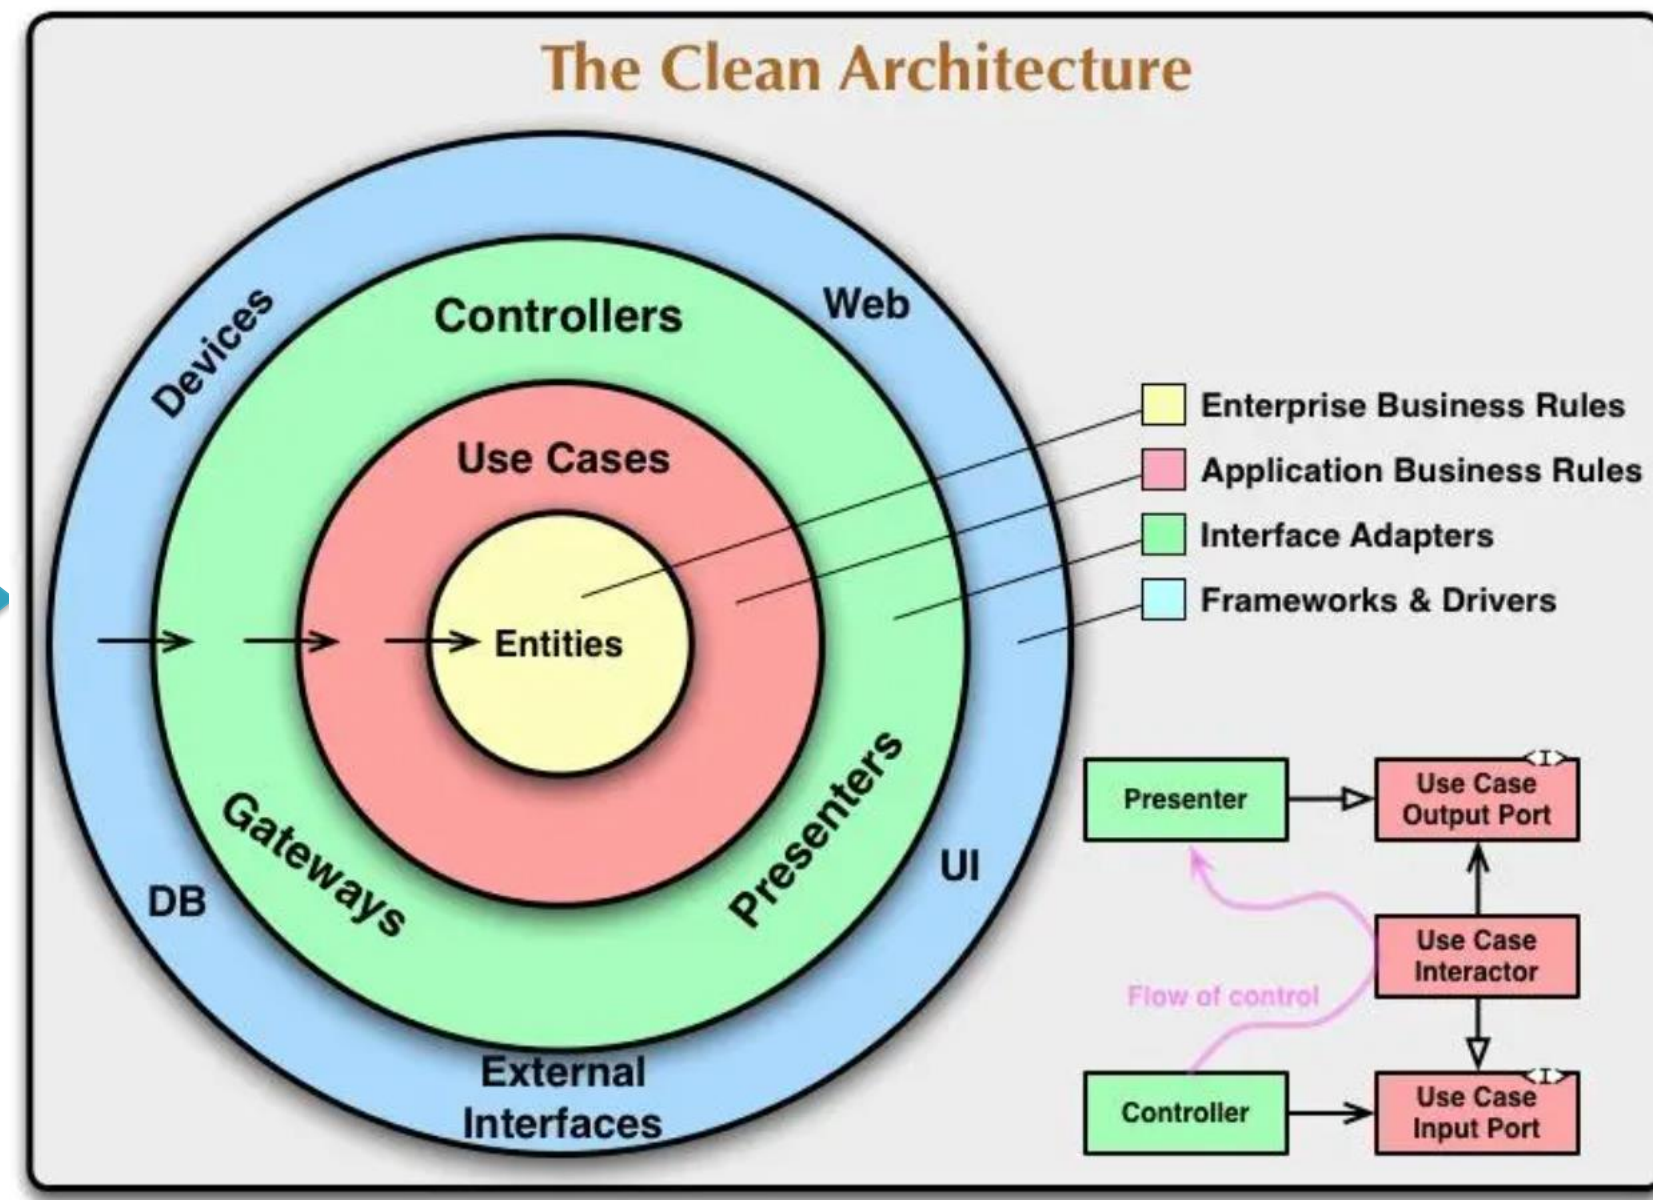 The Clean Architecture
Devices
Web
Controllers
Use Cases
Entities
Gateways
Presenters
DB
UI
External
Interfaces
Enterprise Business Rules
Application Business Rules
Interface Adapters
Frameworks & Drivers
Presenter
<I>
Use Case
Output Port
Use Case
Interactor
Flow of control
Controller
<I>
Use Case
Input Port